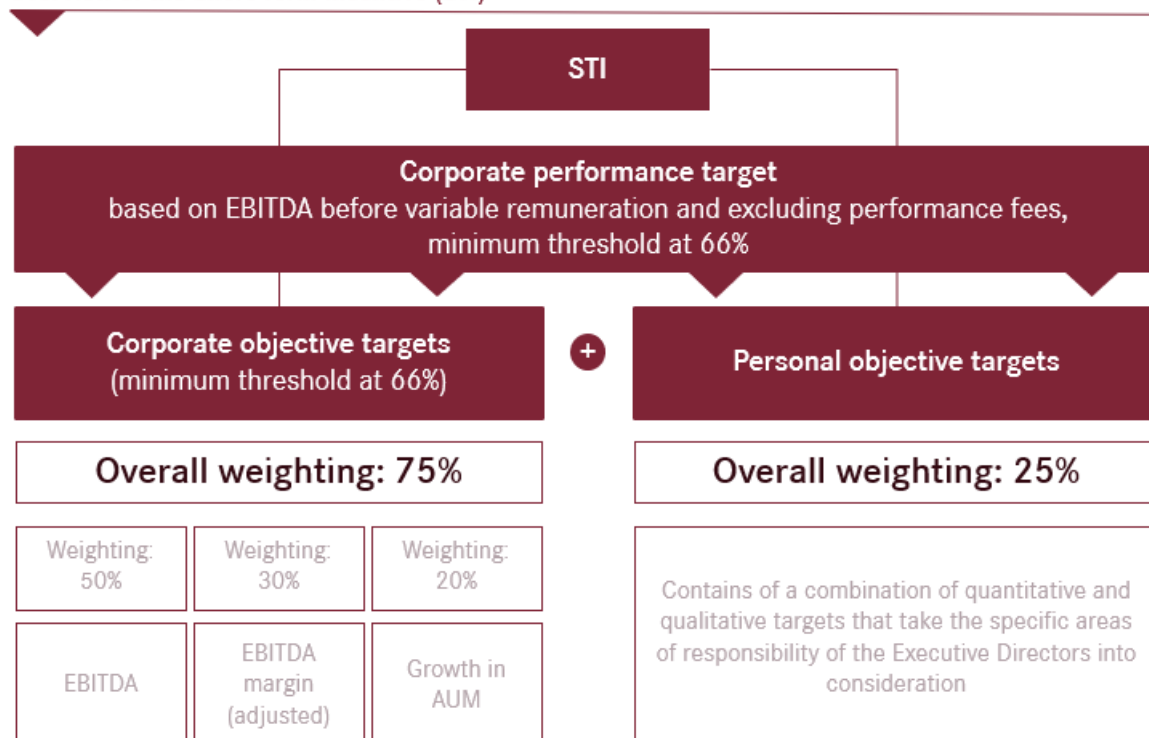 STI
Corporate performance target
based on EBITDA before variable remuneration and excluding performance fees,
minimum threshold at 66%
Corporate objective targets
(minimum threshold at 66%)
+
Personal objective targets
Overall weighting: 75%
Overall weighting: 25%
Weighting:
50%
Weighting:
30%
Weighting:
20%
EBITDA
EBITDA
margin
(adjusted)
Growth in
AUM
Contains of a combination of quantitative and
qualitative targets that take the specific areas
of responsibility of the Executive Directors into
consideration